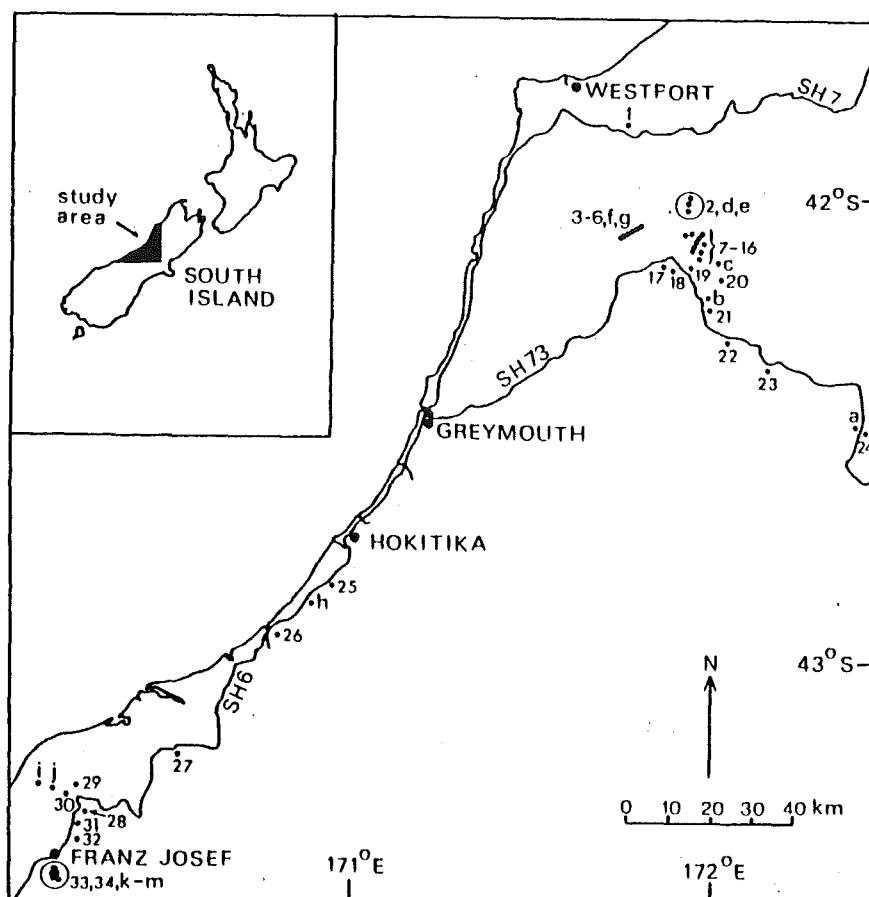 study
area
SOUTH
ISLAND
WESTPORT
1
SH7
42°S
2,d,e
3-6,f,g
7-16
c
17
18
19
20
b
21
22
23
SH73
a
24
GREYMOUTH
HOKITIKA
25
h
26
43°S
N
SH6
27
i
j
29
30
28
31
32
0 10 20 30 40 km
FRANZ JOSEF
33,34,k-m
171°E
172°E